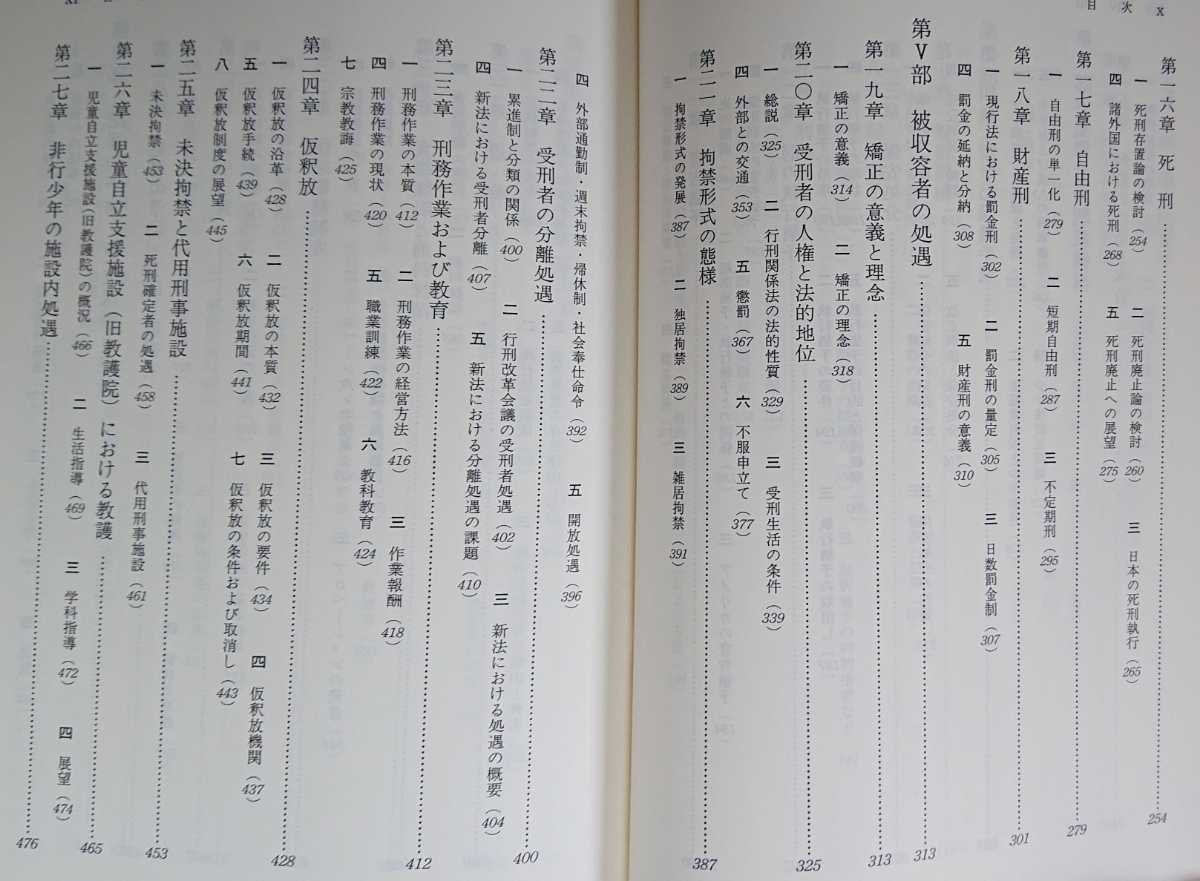 目次 x
第一六章 死刑……254
一 死刑存置論の検討（254） 二 死刑廃止論の検討（260） 三 日本の死刑執行（265）
四 諸外国における死刑（268） 五 死刑廃止への展望（275）
第一七章 自由刑……279
一 自由刑の単一化（279） 二 短期自由刑（287） 三 不定期刑（295）
第一八章 財産刑……301
一 現行法における罰金刑（302） 二 罰金刑の量定（305） 三 日数罰金制（307）
四 罰金の延納と分納（308） 五 財産刑の意義（310）
第Ⅴ部 被収容者の処遇……313
第一九章 矯正の意義と理念……313
一 矯正の意義（314） 二 矯正の理念（318）
第二〇章 受刑者の人権と法的地位……325
一 総説（325） 二 行刑関係法の法的性質（329） 三 受刑生活の条件（339）
四 外部との交通（353） 五 懲罰（367） 六 不服申立て（377）
第二一章 拘禁形式の態様……387
一 拘禁形式の発展（387） 二 独居拘禁（389） 三 雑居拘禁（391）
xi
四 外部通勤制・週末拘禁・帰休制・社会奉仕命令（392） 五 開放処遇（396）
第二二章 受刑者の分離処遇……400
一 累進制と分類の関係（400） 二 行刑改革会議の受刑者処遇（402） 三 新法における処遇の概要（404）
四 新法における受刑者分離（407） 五 新法における分離処遇の課題（410）
第二三章 刑務作業および教育……412
一 刑務作業の本質（412） 二 刑務作業の経営方法（416） 三 作業報酬（418）
四 刑務作業の現状（420） 五 職業訓練（422） 六 教科教育（424）
七 宗教教誨（425）
第二四章 仮釈放……428
一 仮釈放の沿革（428） 二 仮釈放の本質（432） 三 仮釈放の要件（434） 四 仮釈放機関（437）
五 仮釈放手続（439） 六 仮釈放期間（441） 七 仮釈放の条件および取消し（443）
八 仮釈放制度の展望（445）
第二五章 未決拘禁と代用刑事施設……453
一 未決拘禁（453） 二 死刑確定者の処遇（458） 三 代用刑事施設（461）
第二六章 児童自立支援施設（旧教護院）における教護……465
一 児童自立支援施設（旧教護院）の概況（466） 二 生活指導（469） 三 学科指導（472） 四 展望（474）
第二七章 非行少年の施設内処遇……476